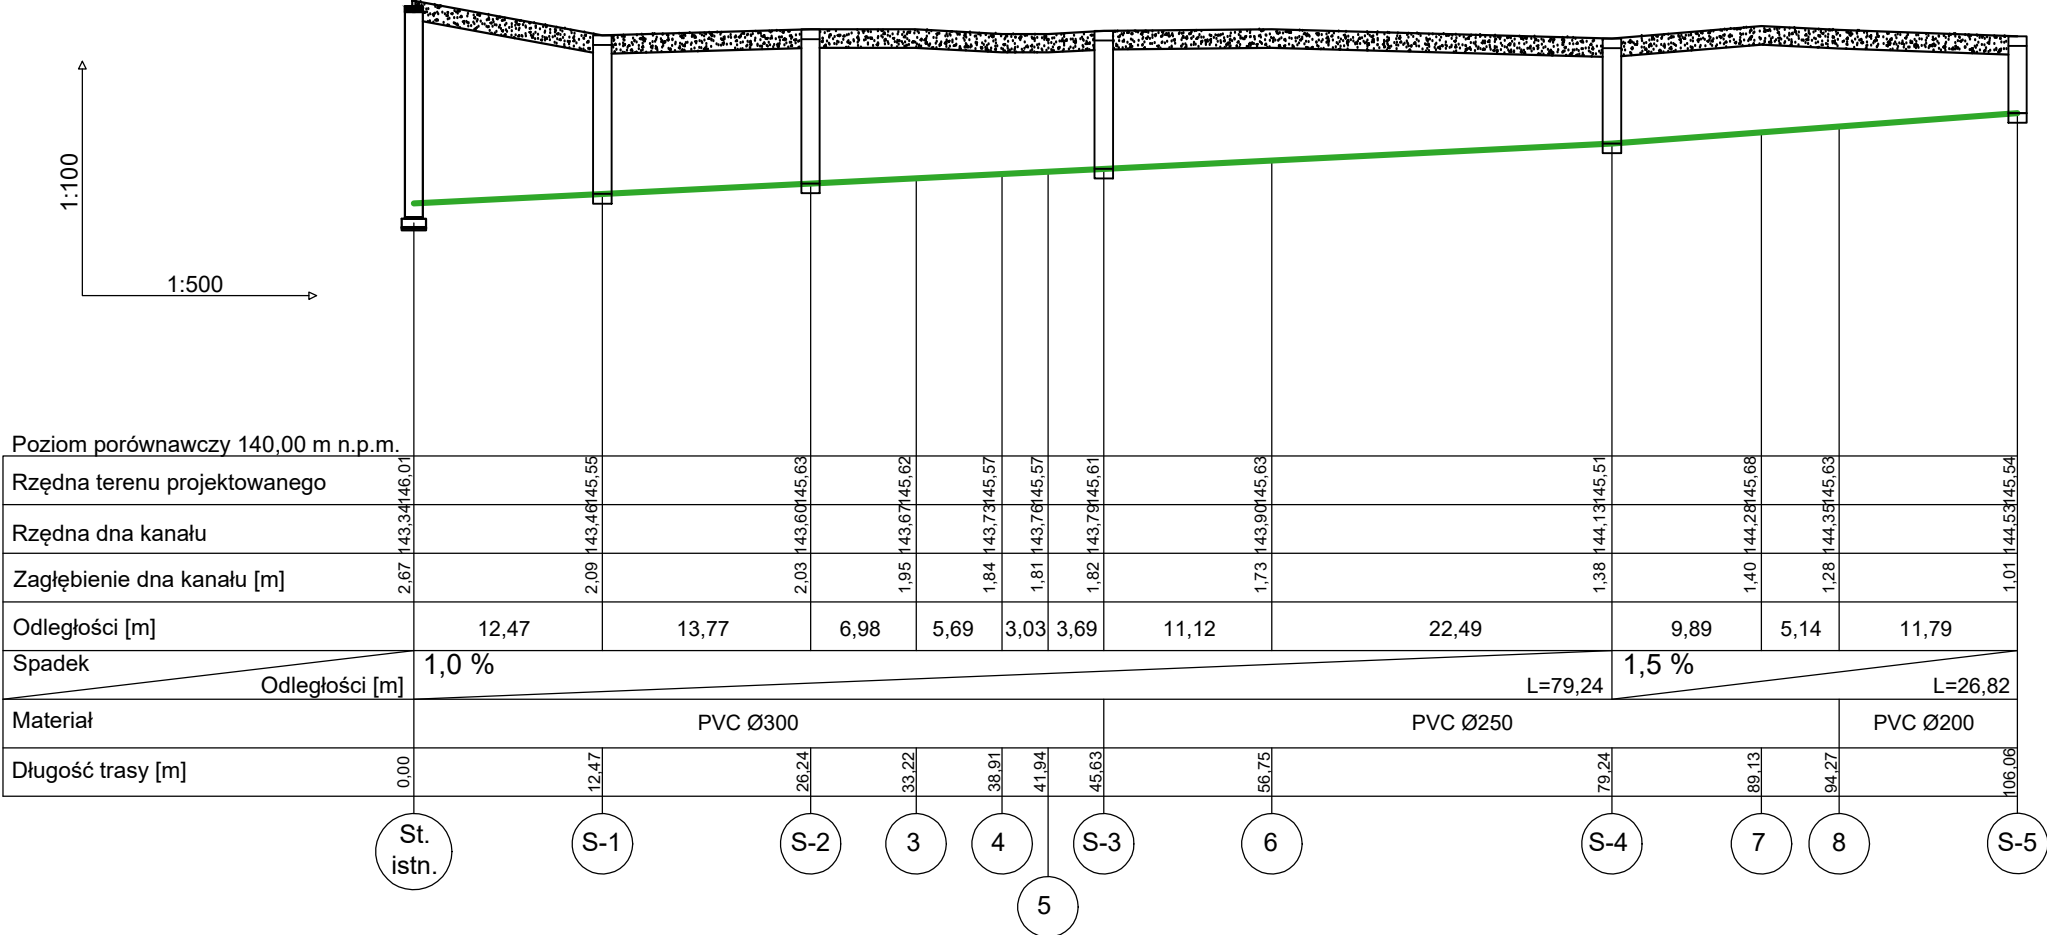 1:100
1:500
Poziom porównawczy 140,00 m n.p.m.
Rzędna terenu projektowanego 146,01 145,55 145,63 145,62 145,57 145,57 145,61 145,63 145,51 145,68 145,63 145,54
Rzędna dna kanału 143,34 143,46 143,60 143,67 143,73 143,76 143,79 143,90 144,13 144,28 144,35 144,53
Zagłębienie dna kanału [m] 2,67 2,09 2,03 1,95 1,84 1,81 1,82 1,73 1,38 1,40 1,28 1,01
Odległości [m] 12,47 13,77 6,98 5,69 3,03 3,69 11,12 22,49 9,89 5,14 11,79
Spadek 1,0 % 1,5 %
Odległości [m] L=79,24 L=26,82
Materiał PVC Ø300 PVC Ø250 PVC Ø200
Długość trasy [m] 0,00 12,47 26,24 33,22 38,91 41,94 45,63 56,75 79,24 89,13 94,27 106,06
St. istn. S-1 S-2 3 4 S-3 6 S-4 7 8 S-5
5